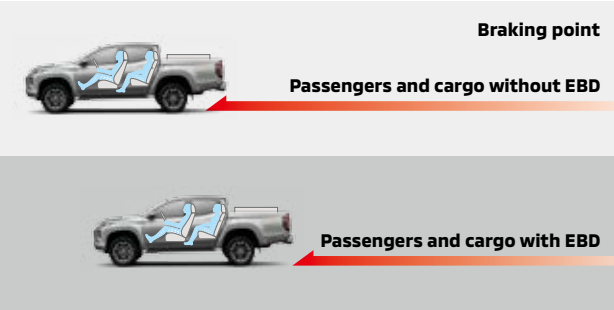 Braking point
Passengers and cargo without EBD
Passengers and cargo with EBD